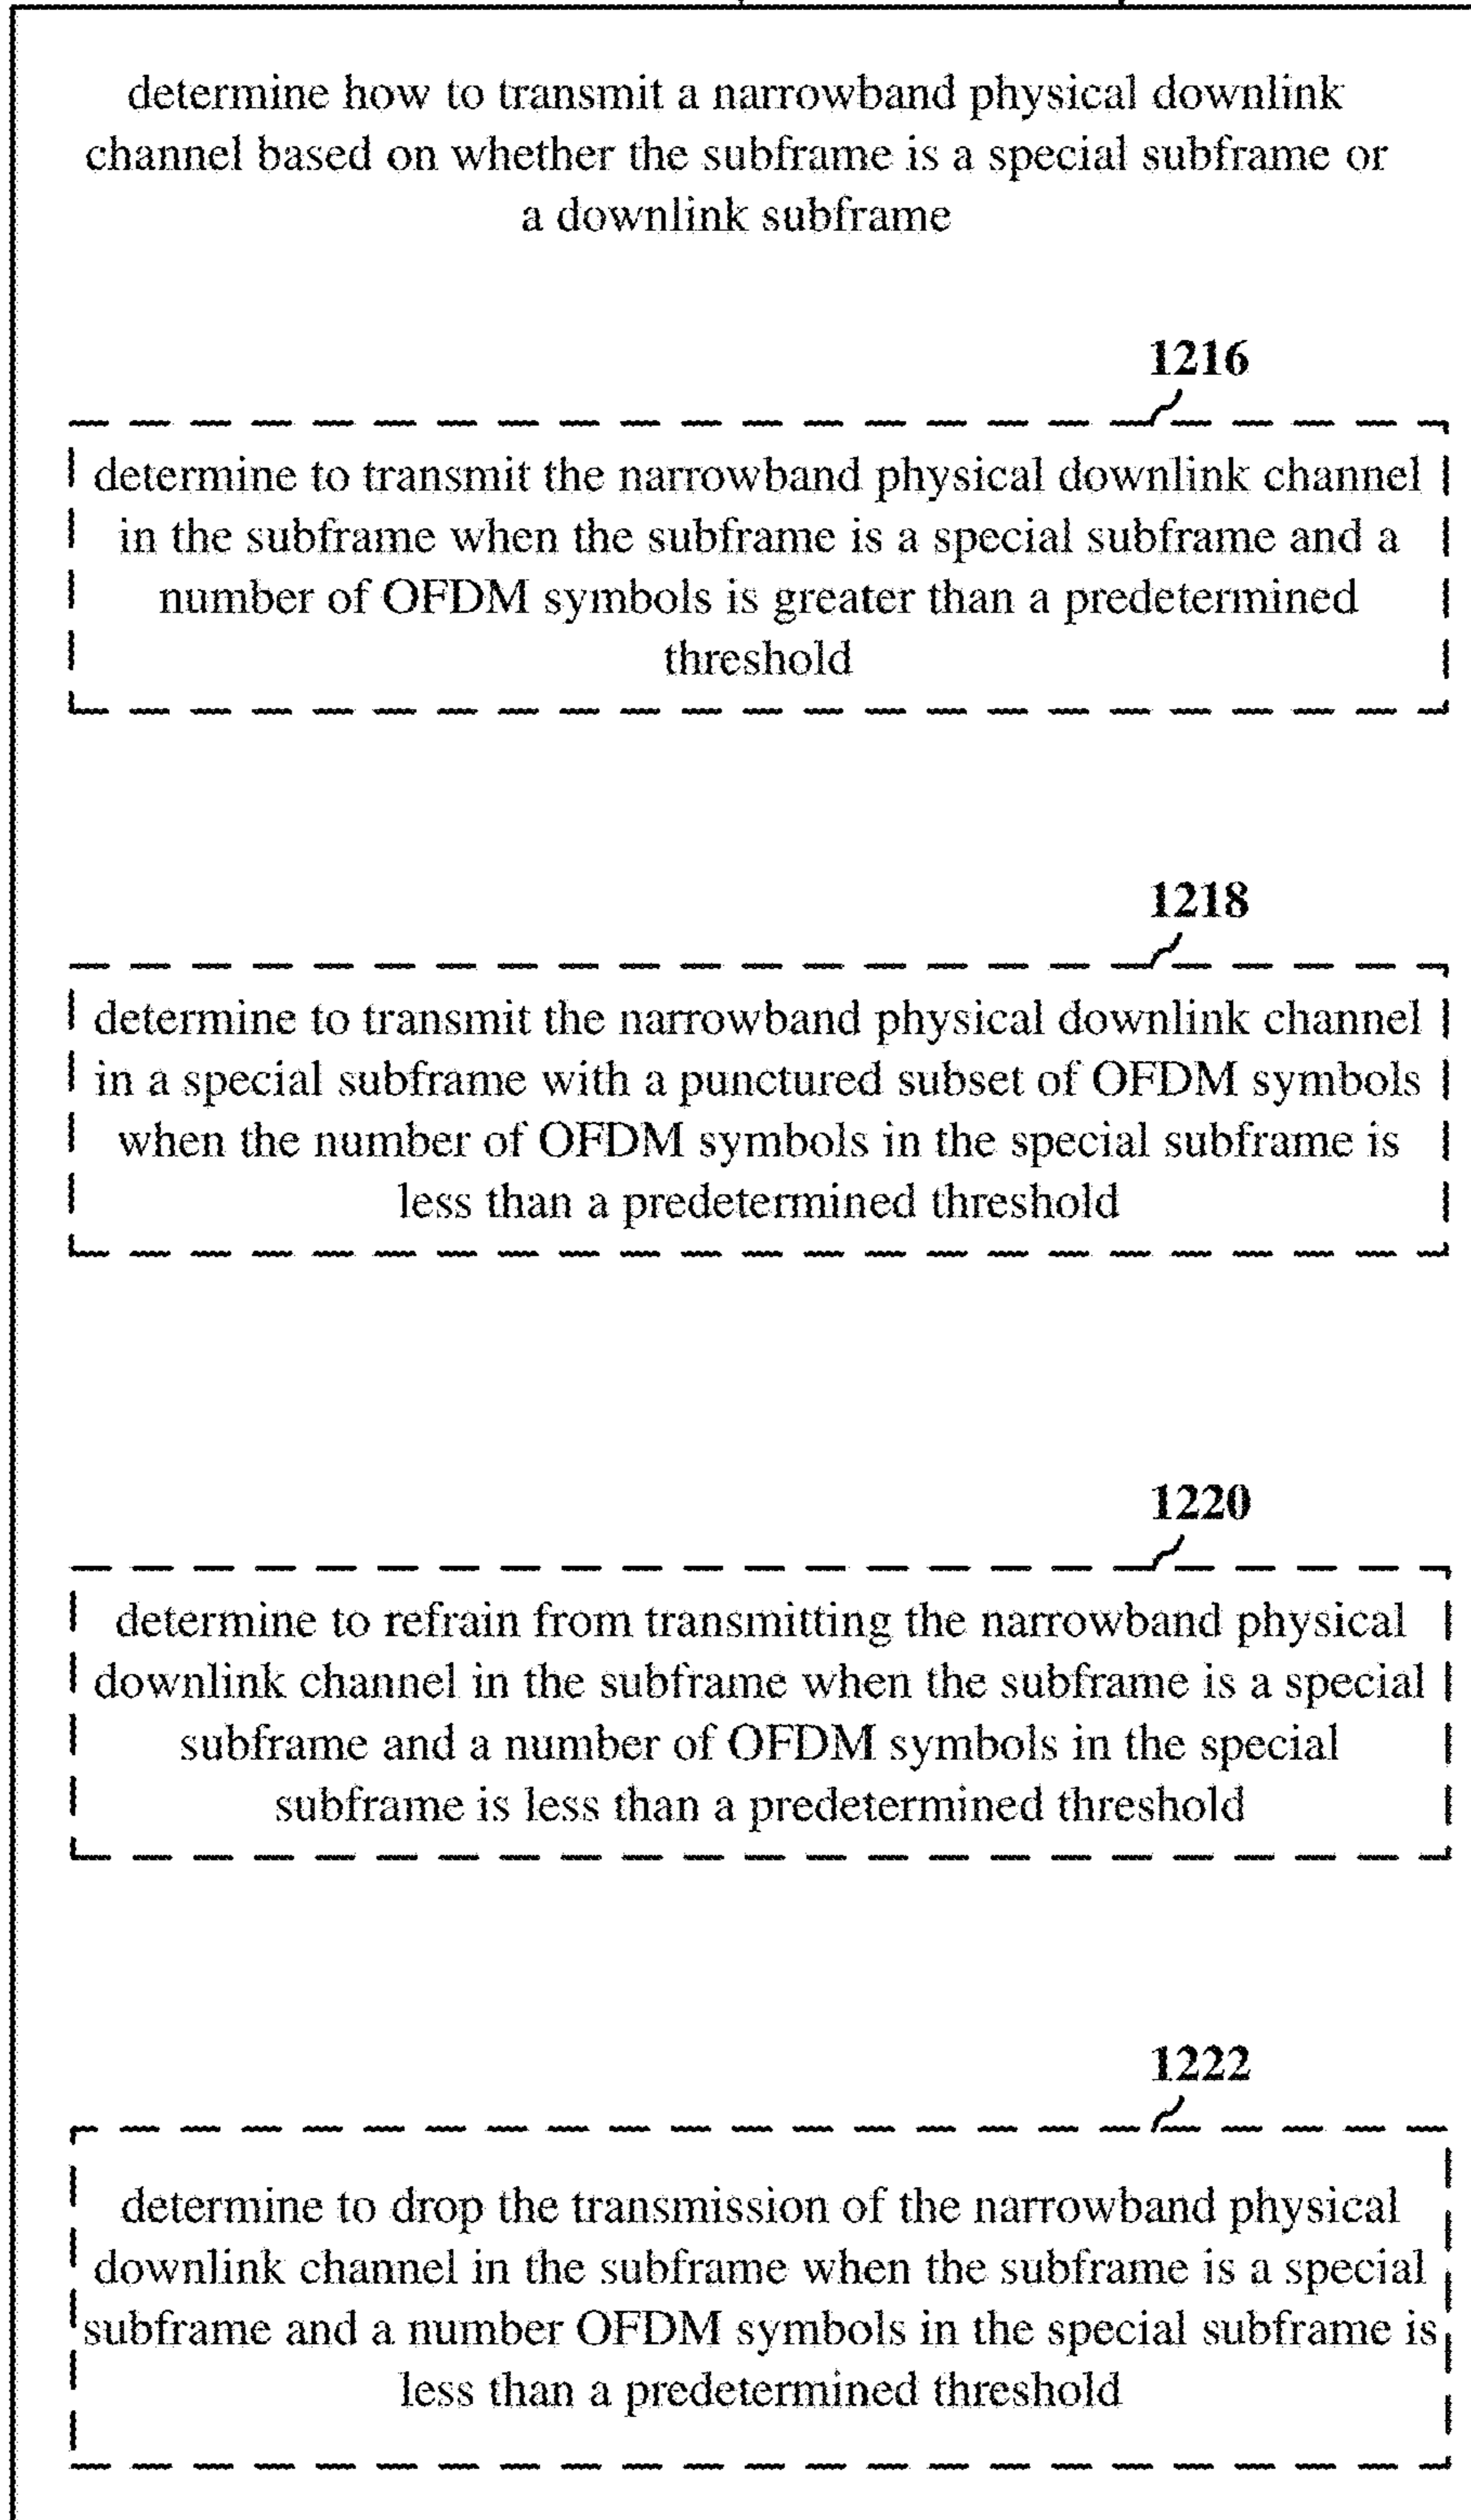 determine how to transmit a narrowband physical downlink
channel based on whether the subframe is a special subframe or
a downlink subframe
1216
determine to transmit the narrowband physical downlink channel
in the subframe when the subframe is a special subframe and a
number of OFDM symbols is greater than a predetermined
threshold
1218
determine to transmit the narrowband physical downlink channel
in a special subframe with a punctured subset of OFDM symbols
when the number of OFDM symbols in the special subframe is
less than a predetermined threshold
1220
determine to refrain from transmitting the narrowband physical
downlink channel in the subframe when the subframe is a special
subframe and a number of OFDM symbols in the special
subframe is less than a predetermined threshold
1222
determine to drop the transmission of the narrowband physical
downlink channel in the subframe when the subframe is a special
subframe and a number OFDM symbols in the special subframe is
less than a predetermined threshold